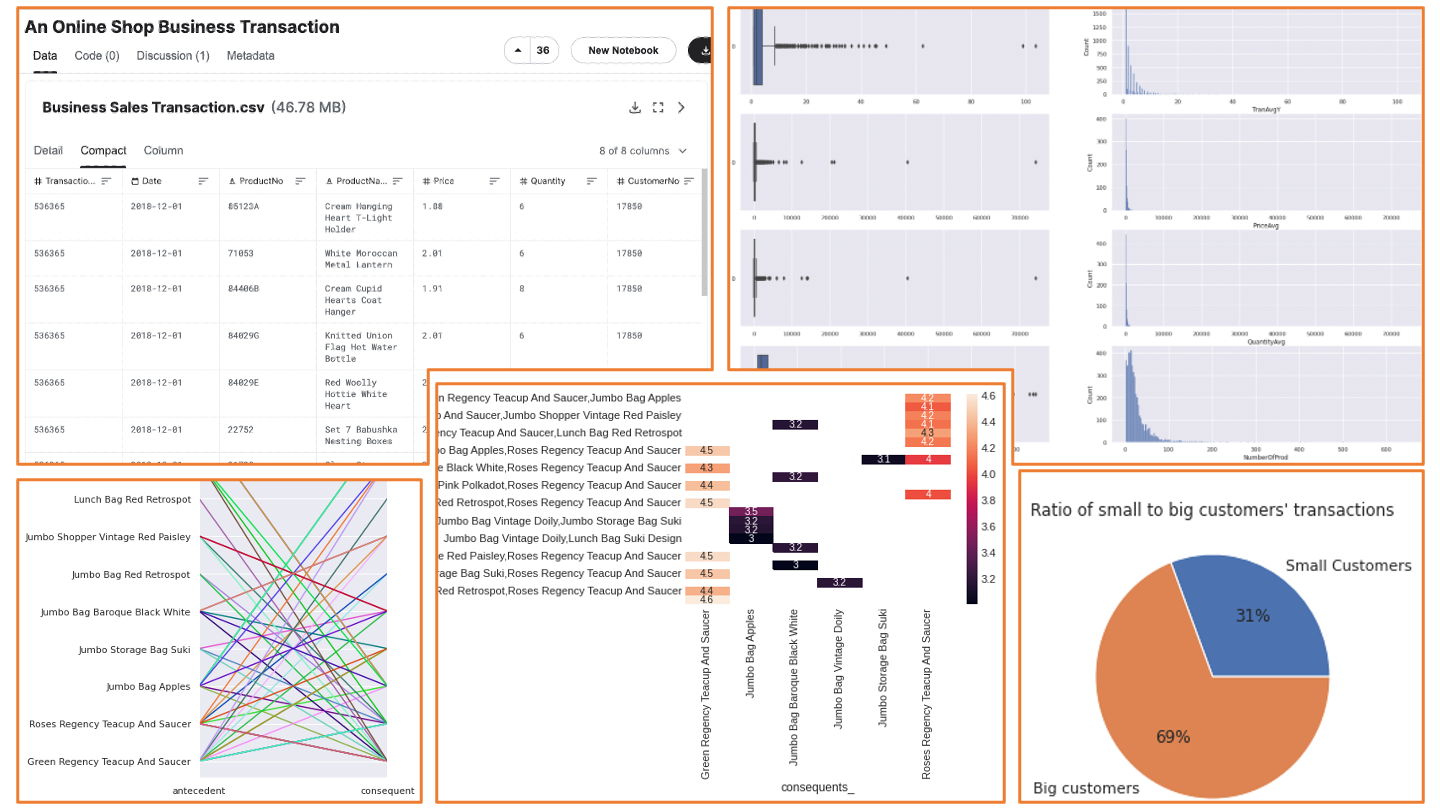 An Online Shop Business Transaction
Data Code (0) Discussion (1) Metadata
36
New Notebook
Business Sales Transaction.csv (46.78 MB)
Detail Compact Column
8 of 8 columns
# Transactio... Date ProductNo ProductNa... # Price # Quantity # CustomerNo
536365 2018-12-01 85123A Cream Hanging 1.88 6 17850
Heart T-Light
Holder
536365 2018-12-01 71053 White Moroccan 2.01 6 17850
Metal Lantern
536365 2018-12-01 84406B Cream Cupid 1.91 8 17850
Hearts Coat
Hanger
536365 2018-12-01 84029G Knitted Union 2.01 6 17850
Flag Hot Water
Bottle
536365 2018-12-01 84029E Red Woolly 2
Hottie White
Heart
536365 2018-12-01 22752 Set 7 Babushka
Nesting Boxes
0
0 20 40 60 80 100
0
0 10000 20000 30000 40000 50000 60000 70000
0
0 10000 20000 30000 40000 50000 60000 70000
Count
1500
1250
1000
750
500
250
0
0 20 40 60 80 100
TranAvgY
Count
400
300
200
100
0
0 10000 20000 30000 40000 50000 60000 70000
PriceAvg
Count
400
300
200
100
0
0 10000 20000 30000 40000 50000 60000 70000
QuantityAvg
Count
400
300
200
100
0
0 100 200 300 400 500 600
NumberOfProd
600
Lunch Bag Red Retrospot
Jumbo Shopper Vintage Red Paisley
Jumbo Bag Red Retrospot
Jumbo Bag Baroque Black White
Jumbo Storage Bag Suki
Jumbo Bag Apples
Roses Regency Teacup And Saucer
Green Regency Teacup And Saucer
antecedent consequent
n Regency Teacup And Saucer,Jumbo Bag Apples
o And Saucer,Jumbo Shopper Vintage Red Paisley
ncy Teacup And Saucer,Lunch Bag Red Retrospot
bo Bag Apples,Roses Regency Teacup And Saucer
e Black White,Roses Regency Teacup And Saucer
Pink Polkadot,Roses Regency Teacup And Saucer
Red Retrospot,Roses Regency Teacup And Saucer
Jumbo Bag Vintage Doily,Jumbo Storage Bag Suki
Jumbo Bag Vintage Doily,Lunch Bag Suki Design
e Red Paisley,Roses Regency Teacup And Saucer
rage Bag Suki,Roses Regency Teacup And Saucer
Red Retrospot,Roses Regency Teacup And Saucer
4.2
4.1
4.2
3.2 4.1
4.3
4.2
4.5
3.1 4
4.3
3.2
4.4
4
4.5
3.5
3.2
3.2
3
3.2
4.5
3
4.5
3.2
4.4
4.6
4.6
4.4
4.2
4.0
3.8
3.6
3.4
3.2
Green Regency Teacup And Saucer
Jumbo Bag Apples
Jumbo Bag Baroque Black White
Jumbo Bag Vintage Doily
Jumbo Storage Bag Suki
Roses Regency Teacup And Saucer
consequents_
Ratio of small to big customers' transactions
Small Customers
31%
69%
Big customers